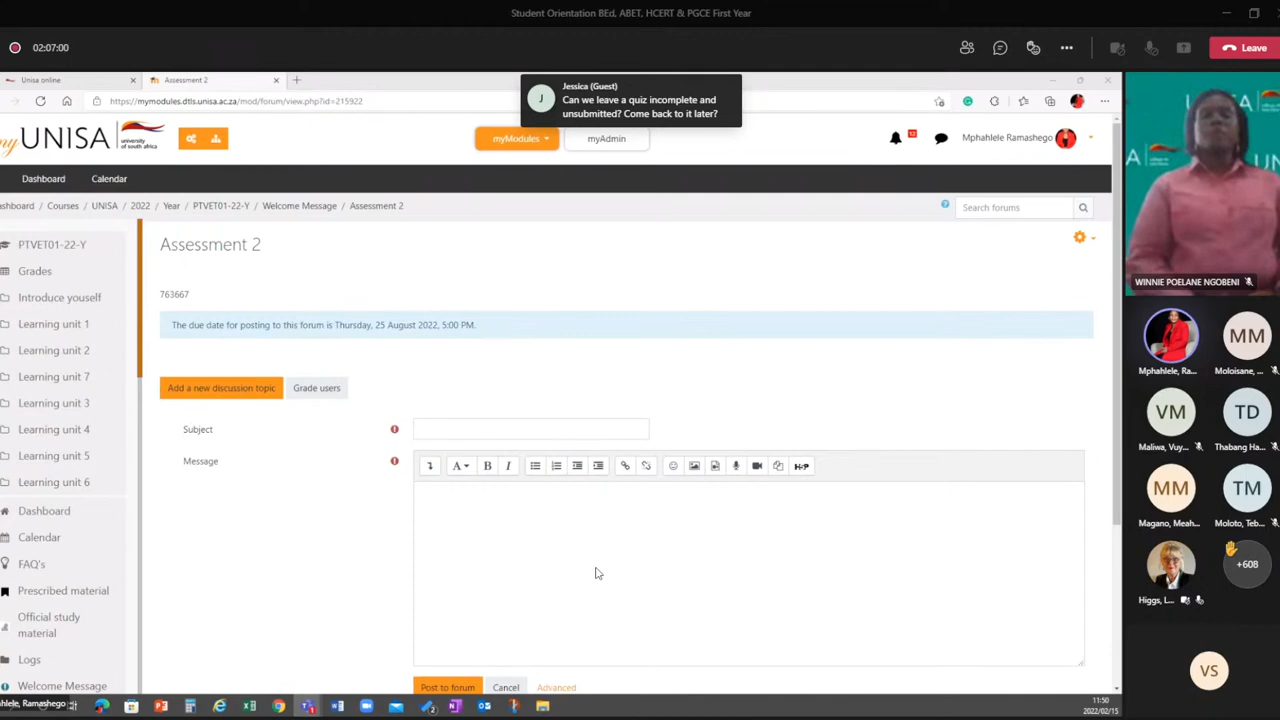 Student Orientation BEd, ABET, HCERT & PGCE First Year
02:07:00
Leave
Unisa online
Assessment 2
https://mymodules.dtls.unisa.ac.za/mod/forum/view.php?id=215922
J
Jessica (Guest)
Can we leave a quiz incomplete and
unsubmitted? Come back to it later?
my UNISA
university
of south africa
myModules
myAdmin
12
Mphahlele Ramashego
Dashboard
Calendar
ashboard / Courses / UNISA / 2022 / Year / PTVET01-22-Y / Welcome Message / Assessment 2
Search forums
PTVET01-22-Y
Grades
Introduce youself
Learning unit 1
Learning unit 2
Learning unit 7
Learning unit 3
Learning unit 4
Learning unit 5
Learning unit 6
Dashboard
Calendar
FAQ's
Prescribed material
Official study
material
Logs
Welcome Message
Assessment 2
763667
The due date for posting to this forum is Thursday, 25 August 2022, 5:00 PM.
Add a new discussion topic
Grade users
Subject
Message
A B I
H-P
Post to forum
Cancel
Advanced
WINNIE POELANE NGOBENI
Mphahlele, Ra...
MM
Moloisane, ...
VM
Maliwa, Vuy...
TD
Thabang Ha...
MM
Magano, Meah...
TM
Moloto, Teb...
Higgs, L...
+608
VS
ahlele, Ramashego
11:50
2022/02/15